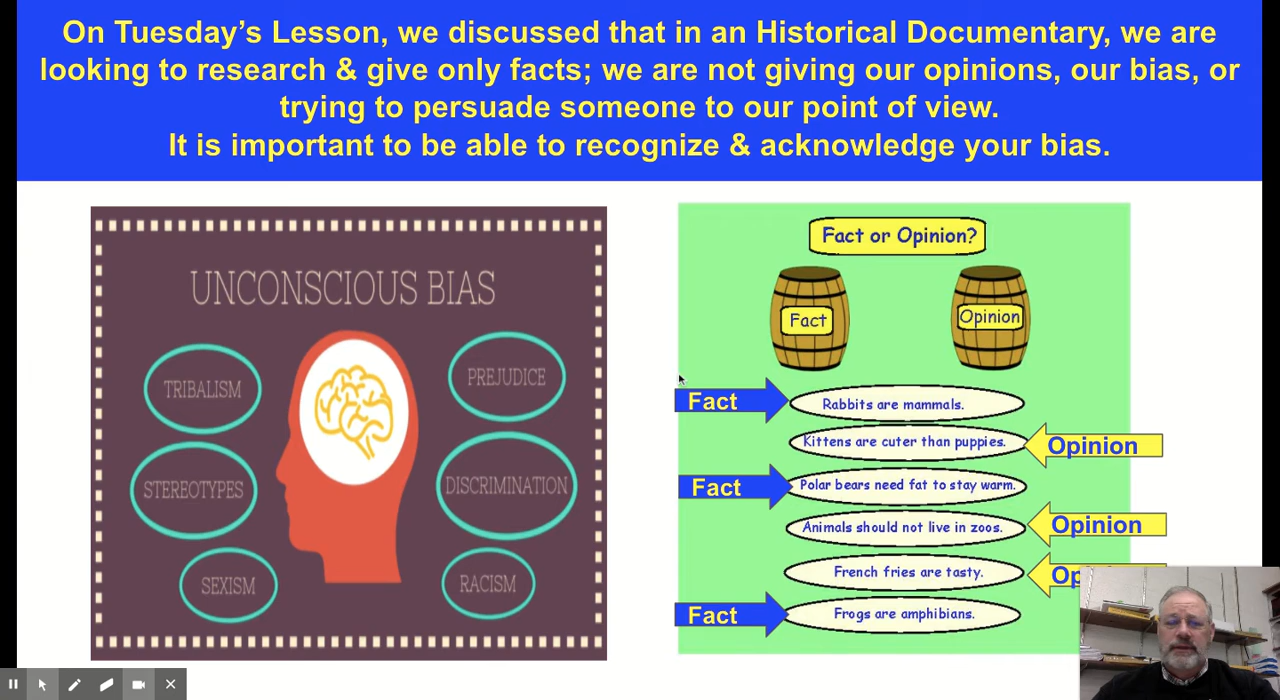 On Tuesday’s Lesson, we discussed that in an Historical Documentary, we are
looking to research & give only facts; we are not giving our opinions, our bias, or
trying to persuade someone to our point of view.
It is important to be able to recognize & acknowledge your bias.
UNCONSCIOUS BIAS
TRIBALISM
PREJUDICE
STEREOTYPES
DISCRIMINATION
SEXISM
RACISM
Fact or Opinion?
Fact
Opinion
Fact
Rabbits are mammals.
Kittens are cuter than puppies.
Opinion
Fact
Polar bears need fat to stay warm.
Animals should not live in zoos.
Opinion
French fries are tasty.
Fact
Frogs are amphibians.